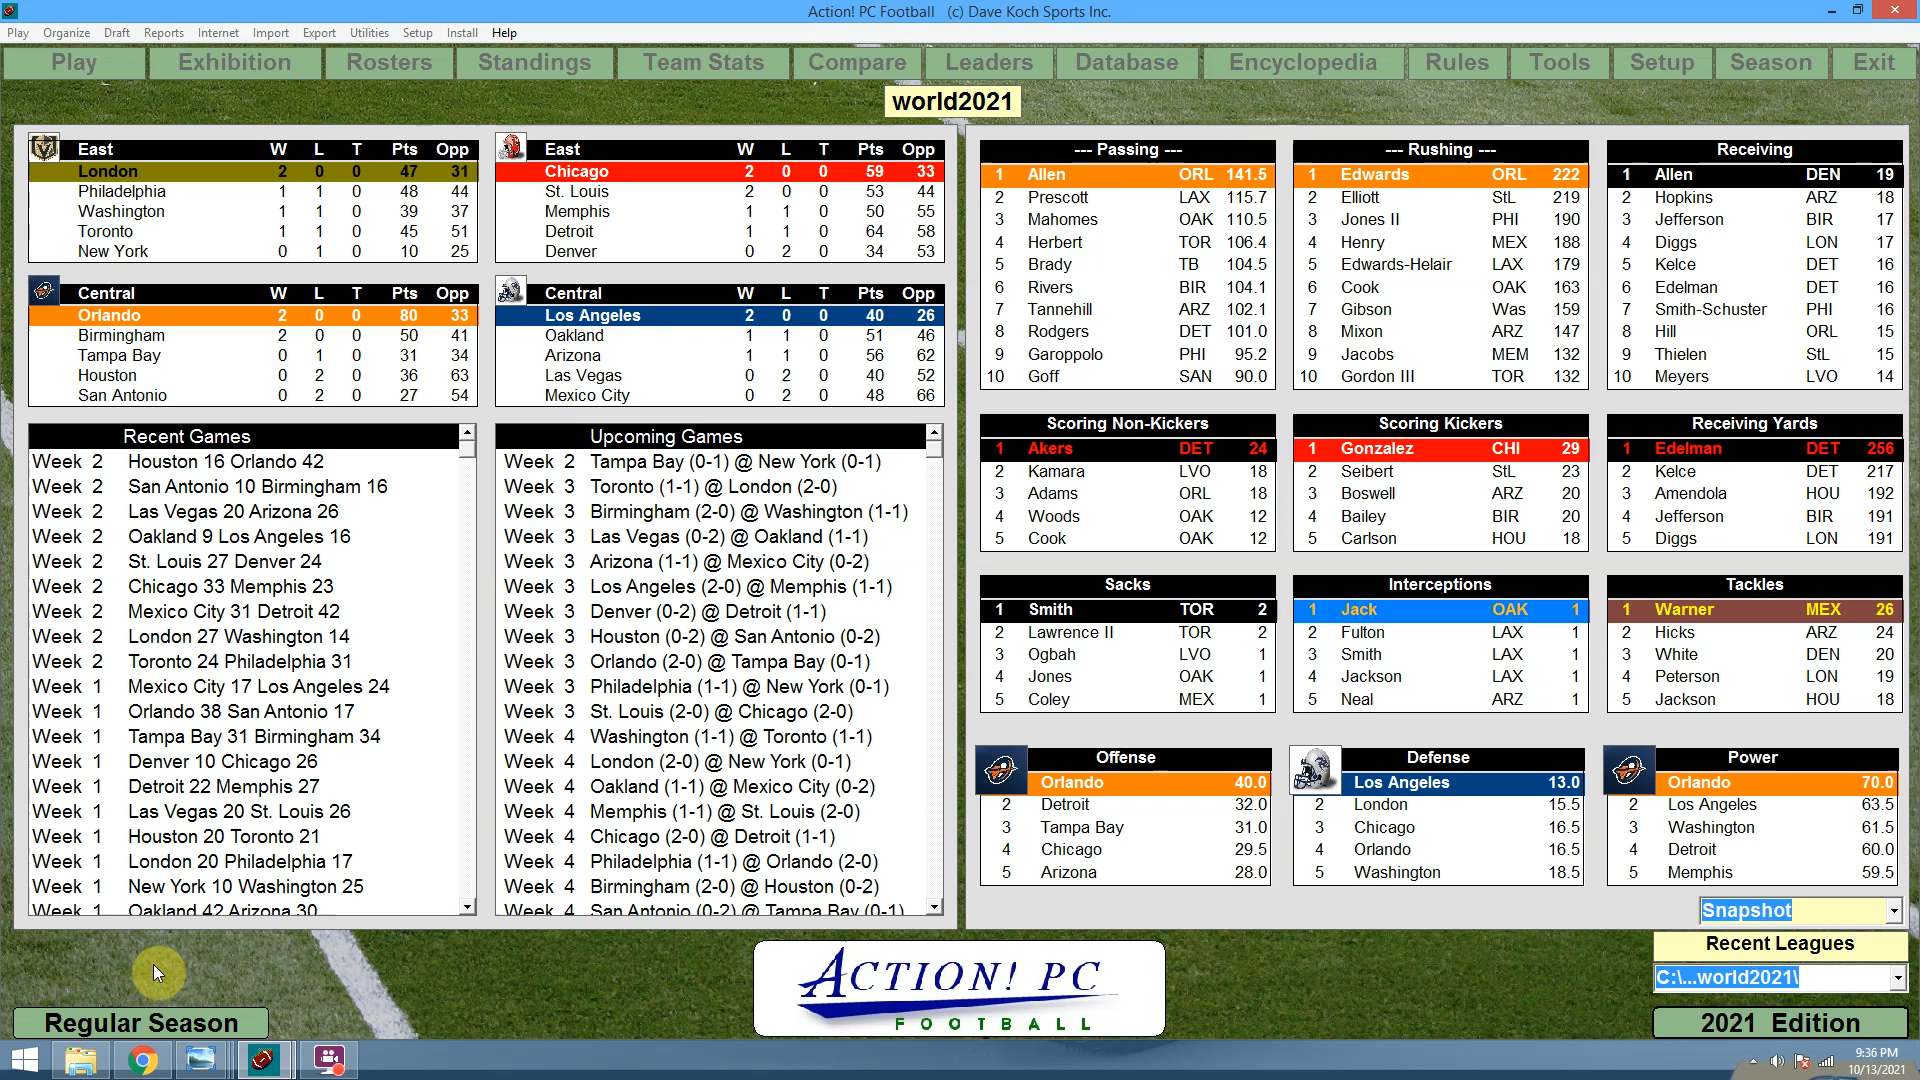 Action! PC Football (c) Dave Koch Sports Inc.
Play Organize Draft Reports Internet Import Export Utilities Setup Install Help
Play Exhibition Rosters Standings Team Stats Compare Leaders Database Encyclopedia Rules Tools Setup Season Exit
world2021
East W L T Pts Opp
London 2 0 0 47 31
Philadelphia 1 1 0 48 44
Washington 1 1 0 39 37
Toronto 1 1 0 45 51
New York 0 1 0 10 25
East W L T Pts Opp
Chicago 2 0 0 59 33
St. Louis 2 0 0 53 44
Memphis 1 1 0 50 55
Detroit 1 1 0 64 58
Denver 0 2 0 34 53
Central W L T Pts Opp
Orlando 2 0 0 80 33
Birmingham 2 0 0 50 41
Tampa Bay 0 1 0 31 34
Houston 0 2 0 36 63
San Antonio 0 2 0 27 54
Central W L T Pts Opp
Los Angeles 2 0 0 40 26
Oakland 1 1 0 51 46
Arizona 1 1 0 56 62
Las Vegas 0 2 0 40 52
Mexico City 0 2 0 48 66
Recent Games
Week 2 Houston 16 Orlando 42
Week 2 San Antonio 10 Birmingham 16
Week 2 Las Vegas 20 Arizona 26
Week 2 Oakland 9 Los Angeles 16
Week 2 St. Louis 27 Denver 24
Week 2 Chicago 33 Memphis 23
Week 2 Mexico City 31 Detroit 42
Week 2 London 27 Washington 14
Week 2 Toronto 24 Philadelphia 31
Week 1 Mexico City 17 Los Angeles 24
Week 1 Orlando 38 San Antonio 17
Week 1 Tampa Bay 31 Birmingham 34
Week 1 Denver 10 Chicago 26
Week 1 Detroit 22 Memphis 27
Week 1 Las Vegas 20 St. Louis 26
Week 1 Houston 20 Toronto 21
Week 1 London 20 Philadelphia 17
Week 1 New York 10 Washington 25
Week 1 Oakland 42 Arizona 30
Upcoming Games
Week 2 Tampa Bay (0-1) @ New York (0-1)
Week 3 Toronto (1-1) @ London (2-0)
Week 3 Birmingham (2-0) @ Washington (1-1)
Week 3 Las Vegas (0-2) @ Oakland (1-1)
Week 3 Arizona (1-1) @ Mexico City (0-2)
Week 3 Los Angeles (2-0) @ Memphis (1-1)
Week 3 Denver (0-2) @ Detroit (1-1)
Week 3 Houston (0-2) @ San Antonio (0-2)
Week 3 Orlando (2-0) @ Tampa Bay (0-1)
Week 3 Philadelphia (1-1) @ New York (0-1)
Week 3 St. Louis (2-0) @ Chicago (2-0)
Week 4 Washington (1-1) @ Toronto (1-1)
Week 4 London (2-0) @ New York (0-1)
Week 4 Oakland (1-1) @ Mexico City (0-2)
Week 4 Memphis (1-1) @ St. Louis (2-0)
Week 4 Chicago (2-0) @ Detroit (1-1)
Week 4 Philadelphia (1-1) @ Orlando (2-0)
Week 4 Birmingham (2-0) @ Houston (0-2)
Week 4 San Antonio (0-2) @ Tampa Bay (0-1)
--- Passing ---
1 Allen ORL 141.5
2 Prescott LAX 115.7
3 Mahomes OAK 110.5
4 Herbert TOR 106.4
5 Brady TB 104.5
6 Rivers BIR 104.1
7 Tannehill ARZ 102.1
8 Rodgers DET 101.0
9 Garoppolo PHI 95.2
10 Goff SAN 90.0
--- Rushing ---
1 Edwards ORL 222
2 Elliott StL 219
3 Jones II PHI 190
4 Henry MEX 188
5 Edwards-Helair LAX 179
6 Cook OAK 163
7 Gibson Was 159
8 Mixon ARZ 147
9 Jacobs MEM 132
10 Gordon III TOR 132
Receiving
1 Allen DEN 19
2 Hopkins ARZ 18
3 Jefferson BIR 17
4 Diggs LON 17
5 Kelce DET 16
6 Edelman DET 16
7 Smith-Schuster PHI 16
8 Hill ORL 15
9 Thielen StL 15
10 Meyers LVO 14
Scoring Non-Kickers
1 Akers DET 24
2 Kamara LVO 18
3 Adams ORL 18
4 Woods OAK 12
5 Cook OAK 12
Scoring Kickers
1 Gonzalez CHI 29
2 Seibert StL 23
3 Boswell ARZ 20
4 Bailey BIR 20
5 Carlson HOU 18
Receiving Yards
1 Edelman DET 256
2 Kelce DET 217
3 Amendola HOU 192
4 Jefferson BIR 191
5 Diggs LON 191
Sacks
1 Smith TOR 2
2 Lawrence II TOR 2
3 Ogbah LVO 1
4 Jones OAK 1
5 Coley MEX 1
Interceptions
1 Jack OAK 1
2 Fulton LAX 1
3 Smith LAX 1
4 Jackson LAX 1
5 Neal ARZ 1
Tackles
1 Warner MEX 26
2 Hicks ARZ 24
3 White DEN 20
4 Peterson LON 19
5 Jackson HOU 18
Offense
Orlando 40.0
2 Detroit 32.0
3 Tampa Bay 31.0
4 Chicago 29.5
5 Arizona 28.0
Defense
Los Angeles 13.0
2 London 15.5
3 Chicago 16.5
4 Orlando 16.5
5 Washington 18.5
Power
Orlando 70.0
2 Los Angeles 63.5
3 Washington 61.5
4 Detroit 60.0
5 Memphis 59.5
Snapshot
Recent Leagues
C:\...world2021\
ACTION! PC
FOOTBALL
Regular Season
2021 Edition
9:36 PM
10/13/2021